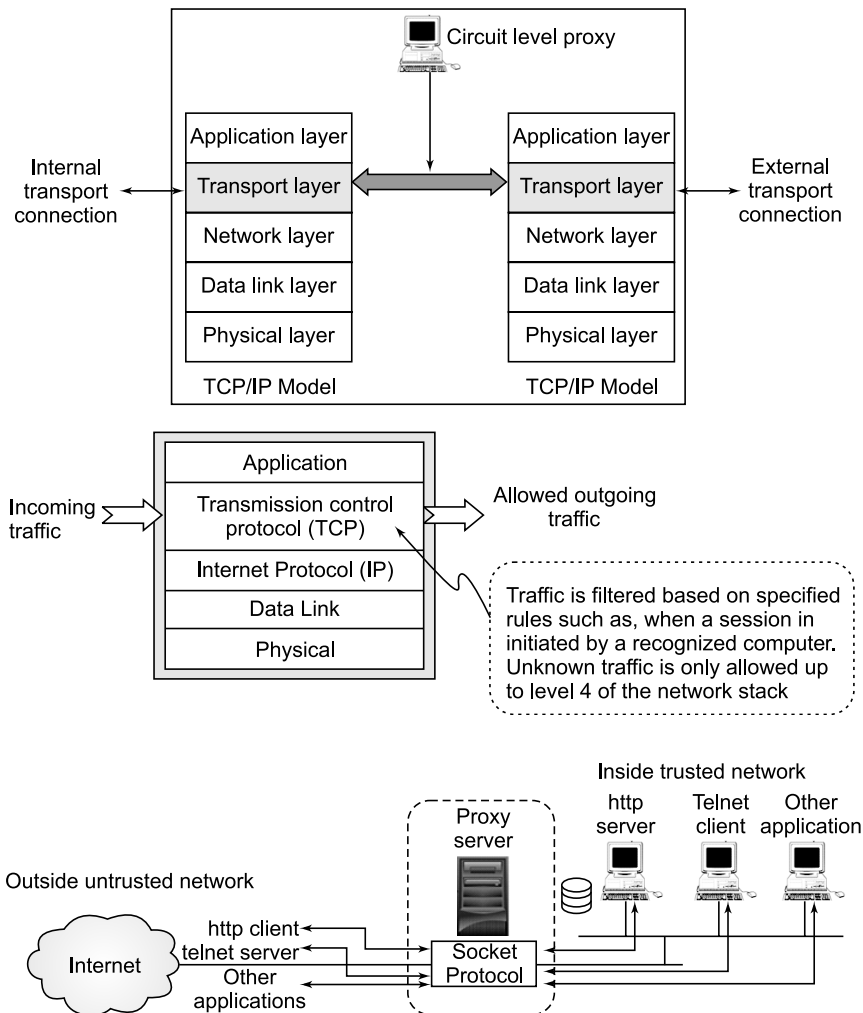 Circuit level proxy
Application layer
Transport layer
Network layer
Data link layer
Physical layer
TCP/IP Model
Application layer
Transport layer
Network layer
Data link layer
Physical layer
TCP/IP Model
Internal
transport
connection
External
transport
connection
Incoming
traffic
Application
Transmission control
protocol (TCP)
Internet Protocol (IP)
Data Link
Physical
Allowed outgoing
traffic
Traffic is filtered based on specified
rules such as, when a session in
initiated by a recognized computer.
Unknown traffic is only allowed up
to level 4 of the network stack
Inside trusted network
http
server
Telnet
client
Other
application
Proxy
server
Socket
Protocol
Outside untrusted network
Internet
http client
telnet server
Other
applications